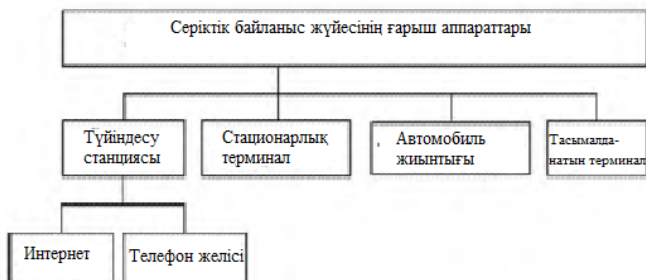 Серіктік байланыс жүйесінің ғарыш аппараттары
Түйіндесу
станциясы
Стационарлық
терминал
Автомобиль
жиынтығы
Тасымалда-
натын терминал
Интернет
Телефон желісі